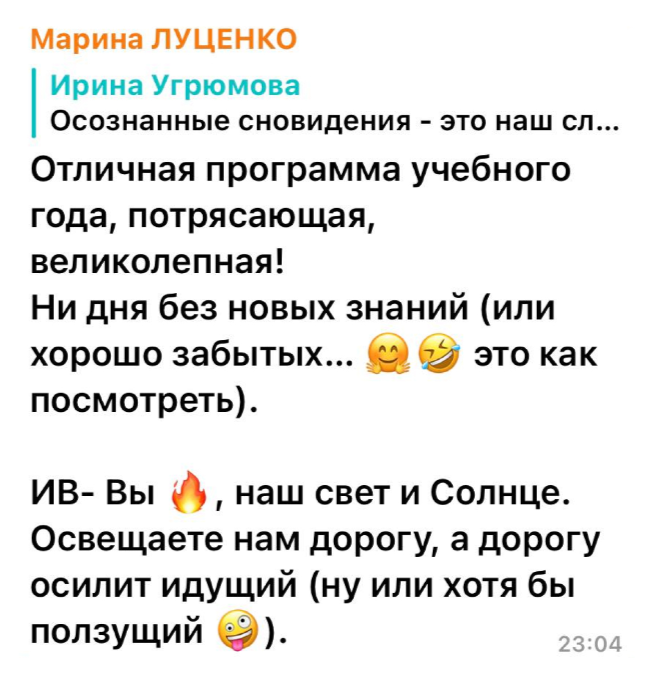 Марина ЛУЦЕНКО
Ирина Угрюмова
Осознанные сновидения - это наш сл...
Отличная программа учебного
года, потрясающая,
великолепная!
Ни дня без новых знаний (или
хорошо забытых... 🤗🤣 это как
посмотреть).
ИВ- Вы 🔥, наш свет и Солнце.
Освещаете нам дорогу, а дорогу
осилит идущий (ну или хотя бы
ползущий 🤪).
23:04